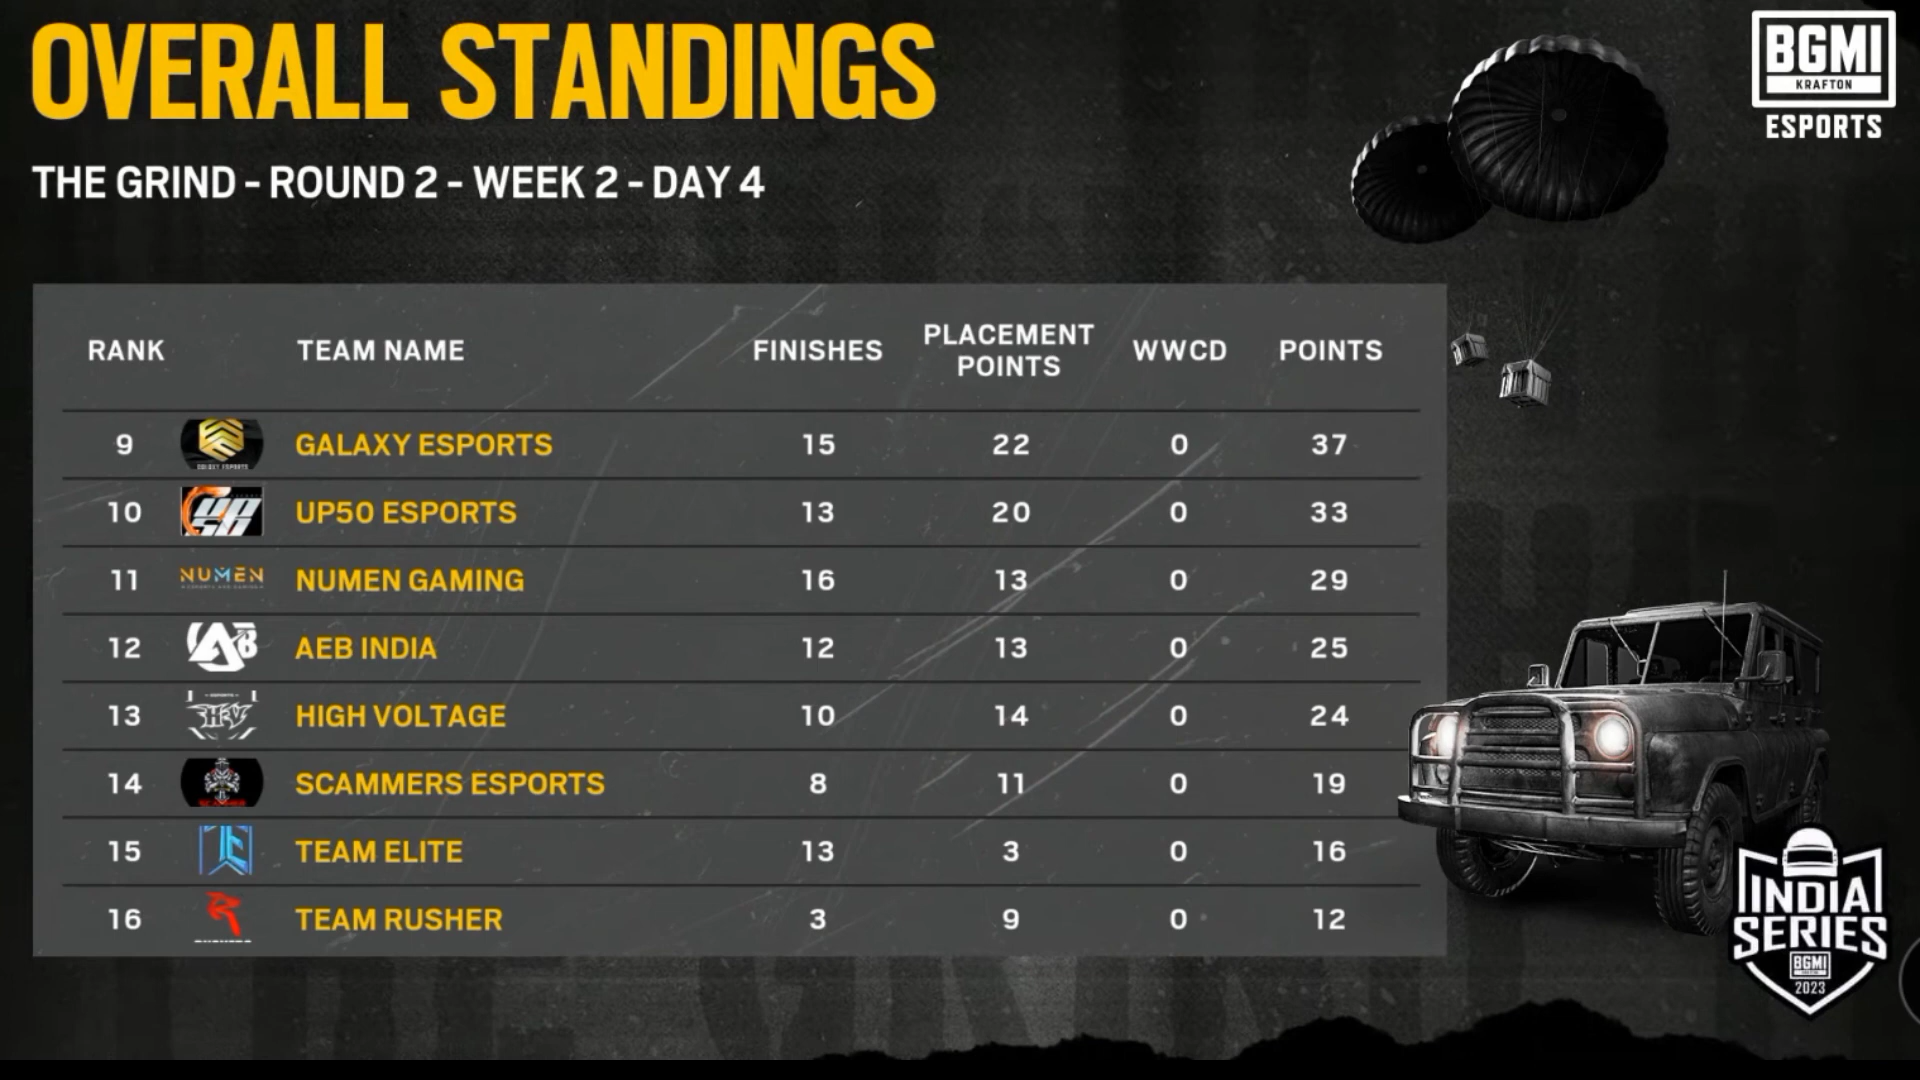 OVERALL STANDINGS
BGMI
KRAFTON
ESPORTS
THE GRIND - ROUND 2 - WEEK 2 - DAY 4
RANK TEAM NAME FINISHES PLACEMENT POINTS WWCD POINTS
9 GALAXY ESPORTS GALAXY ESPORTS 15 22 0 37
10 UP50 UP50 ESPORTS 13 20 0 33
11 NUMEN NUMEN GAMING 16 13 0 29
12 AEB INDIA 12 13 0 25
13 HV HIGH VOLTAGE 10 14 0 24
14 SCAMMERS ESPORTS 8 11 0 19
15 TEAM ELITE 13 3 0 16
16 TEAM RUSHER 3 9 0 12
INDIA
SERIES
BGMI
2023